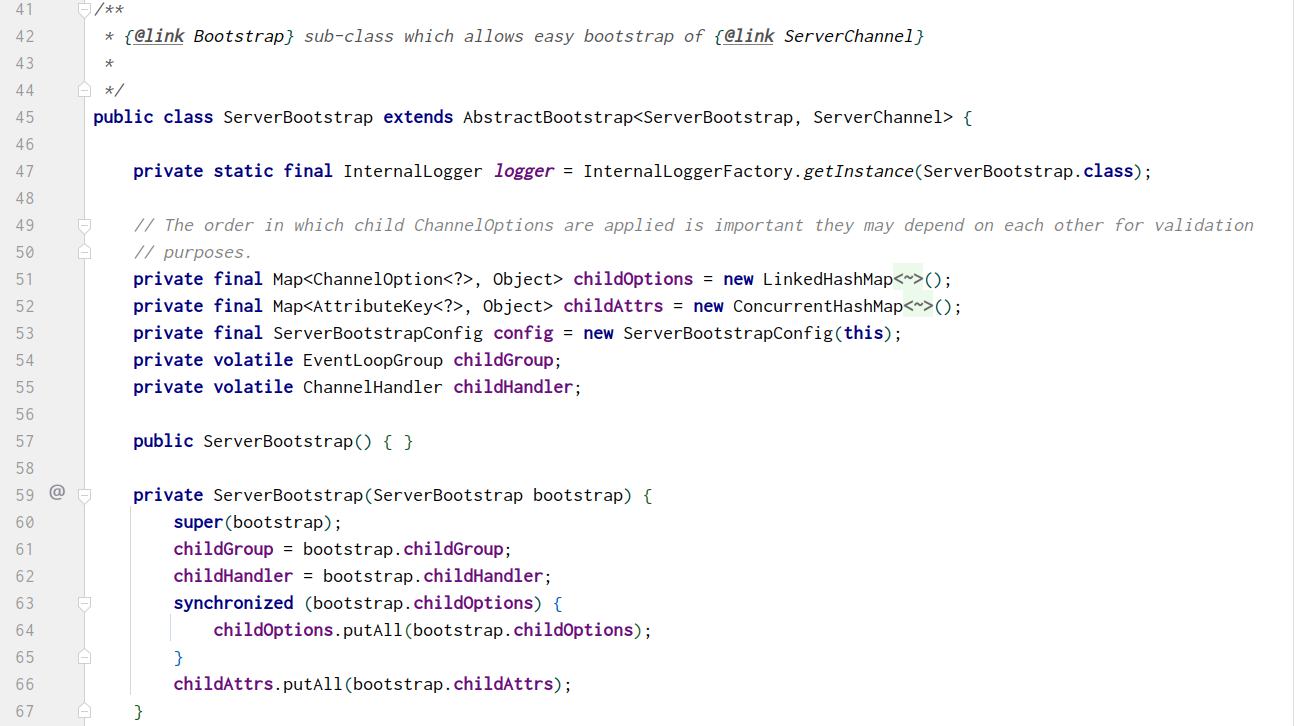 41 /**
42 * {@link Bootstrap} sub-class which allows easy bootstrap of {@link ServerChannel}
43 *
44 */
45 public class ServerBootstrap extends AbstractBootstrap<ServerBootstrap, ServerChannel> {
46
47 private static final InternalLogger logger = InternalLoggerFactory.getInstance(ServerBootstrap.class);
48
49 // The order in which child ChannelOptions are applied is important they may depend on each other for validation
50 // purposes.
51 private final Map<ChannelOption<?>, Object> childOptions = new LinkedHashMap<~>();
52 private final Map<AttributeKey<?>, Object> childAttrs = new ConcurrentHashMap<~>();
53 private final ServerBootstrapConfig config = new ServerBootstrapConfig(this);
54 private volatile EventLoopGroup childGroup;
55 private volatile ChannelHandler childHandler;
56
57 public ServerBootstrap() { }
58
59 @ private ServerBootstrap(ServerBootstrap bootstrap) {
60 super(bootstrap);
61 childGroup = bootstrap.childGroup;
62 childHandler = bootstrap.childHandler;
63 synchronized (bootstrap.childOptions) {
64 childOptions.putAll(bootstrap.childOptions);
65 }
66 childAttrs.putAll(bootstrap.childAttrs);
67 }